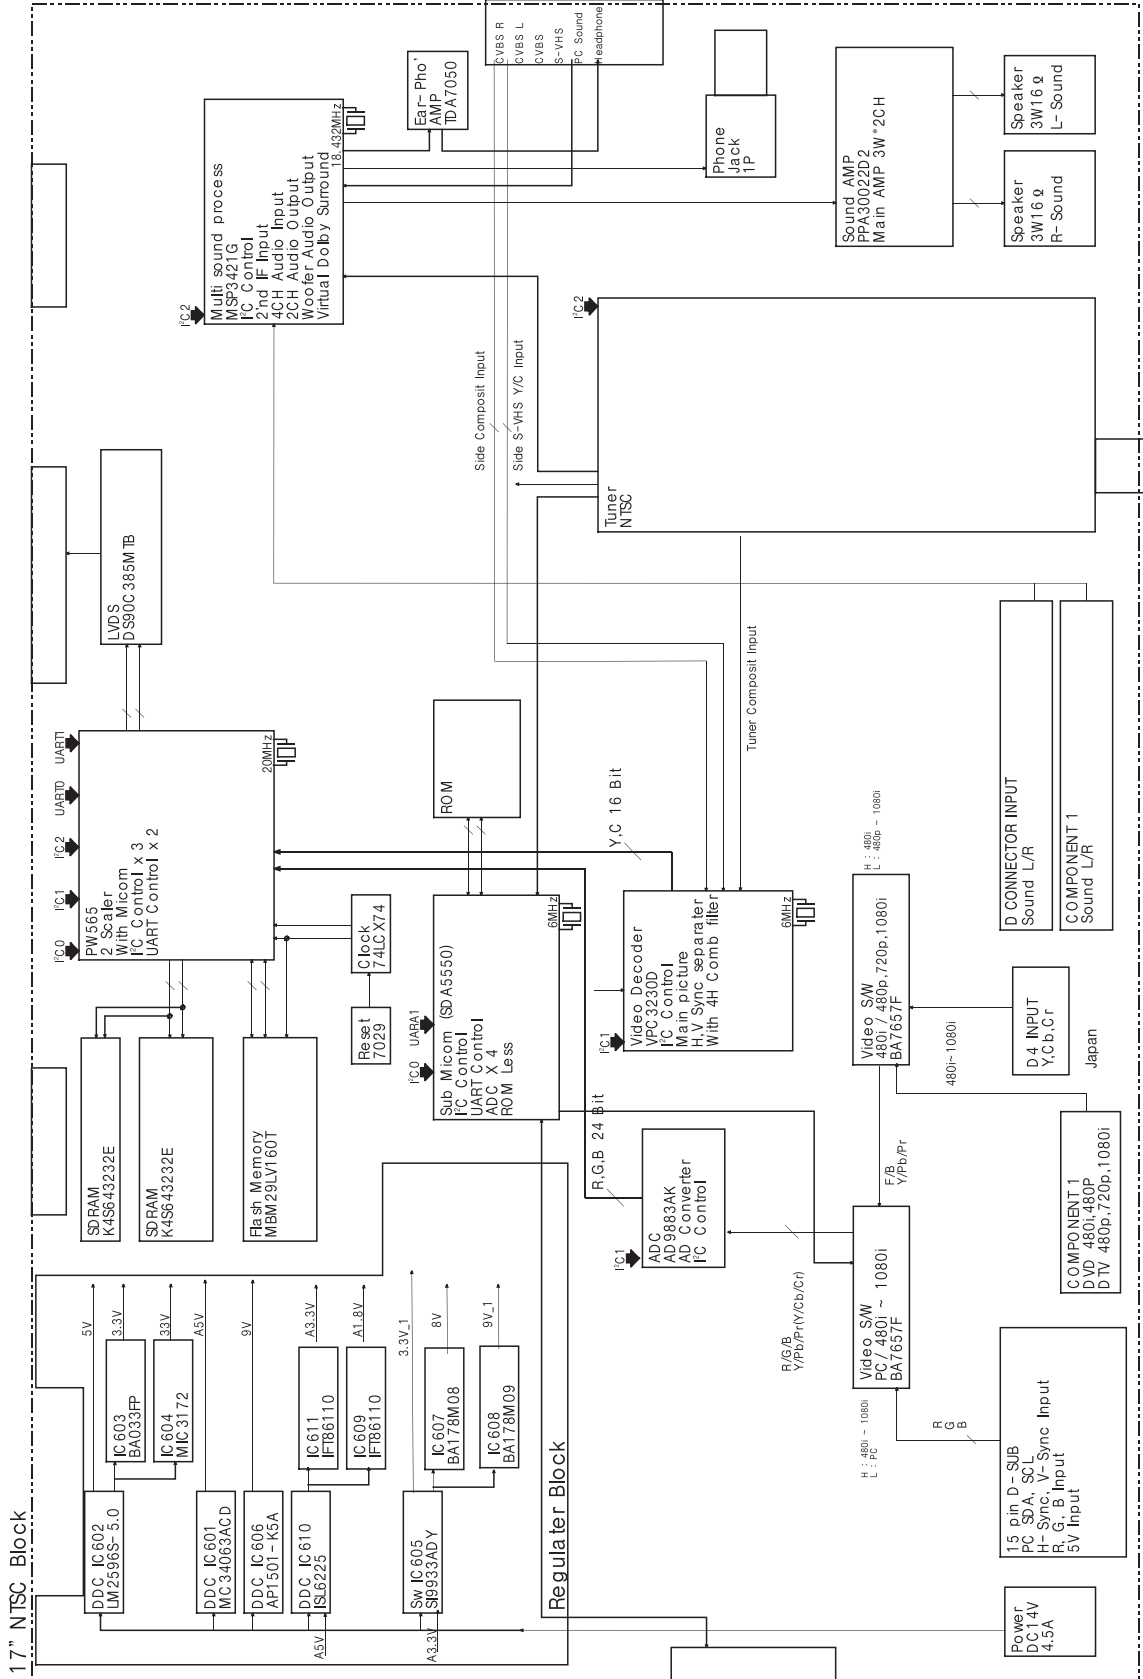 17" NTSC Block
DDC IC602
LM2596S-5.0
DDC IC601
MC34063ACD
DDC IC606
AP1501-K5A
DDC IC610
ISL6225
A5V
Sw IC605
SI9933ADY
A3.3V
IC603
BA033FP
IC604
MIC3172
IC611
IFT86110
IC609
IFT86110
IC607
BA178M08
IC608
BA178M09
5V
3.3V
33V
A5V
9V
A3.3V
A1.8V
3.3V_1
8V
9V_1
Regulater Block
Power
DC14V
4.5A
SDRAM
K4S643232E
SDRAM
K4S643232E
Flash Memory
MBM29LV160T
I²C0
I²C1
I²C2
UART0
UART1
PW565
2 Scaler
With Micom
I²C Control x 3
UART Control x 2
20MHz
LVDS
DS90C385MTB
Reset
7029
Clock
74LCX74
I²C0
UARA1
Sub Micom (SDA5550)
I²C Control
UART Control
ADC X 4
ROM Less
6MHz
ROM
R,G,B 24 Bit
Y,C 16 Bit
I²C1
ADC
AD9883AK
AD Converter
I²C Control
I²C1
Video Decoder
VPC3230D
I²C Control
Main picture
H,V Sync separater
With 4H Comb filter
6MHz
R/G/B
Y/Pb/Pr(Y/Cb/Cr)
H : 480i ~ 1080i
L : PC
Video S/W
PC/ 480i ~ 1080i
BA7657F
R
G
B
15 pin D-SUB
PC SDA, SCL
H-Sync, V-Sync Input
R, G, B Input
5V Input
F/B
Y/Pb/Pr
Video S/W
480i / 480p,720p,1080i
BA7657F
H : 480i
L : 480p ~ 1080i
480i~1080i
COMPONENT 1
DVD 480i,480P
DTV 480p,720p,1080i
D4 INPUT
Y,Cb,Cr
Japan
D CONNECTOR INPUT
Sound L/R
COMPONENT 1
Sound L/R
Tuner Composit Input
Side Composit Input
Side S-VHS Y/C Input
Tuner
NTSC
I²C2
I²C2
Multi sound process
MSP3421G
I²C Control
2'nd IF Input
4CH Audio Input
2CH Audio Output
Woofer Audio Output
Virtual Dolby Surround
18.432MHz
Ear-Pho'
AMP
TDA7050
CVBS R
CVBS L
CVBS
S-VHS
PC Sound
Headphone
Phone
Jack
1P
Sound AMP
PPA30022D2
Main AMP 3W*2CH
Speaker
3W16 Ω
R-Sound
Speaker
3W16 Ω
L-Sound